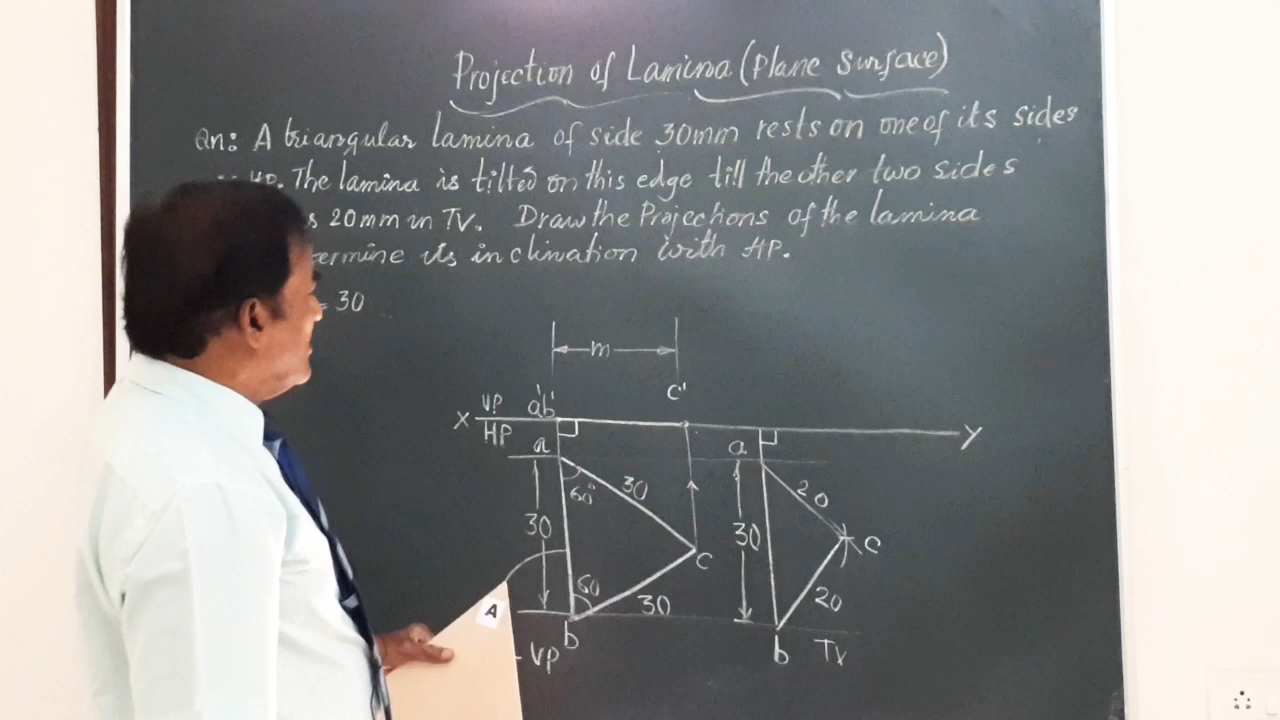 Projection of Lamina (Plane Surface)
Qn: A triangular lamina of side 30mm rests on one of its sides
HP. The lamina is tilted on this edge till the other two sides
20mm in TV. Draw the Projections of the lamina
its inclination with HP.
= 30
m
X VP a'b' c' Y
HP
a a
60° 30 20
30 30
c c
60 30 20
b b TV
VP
A